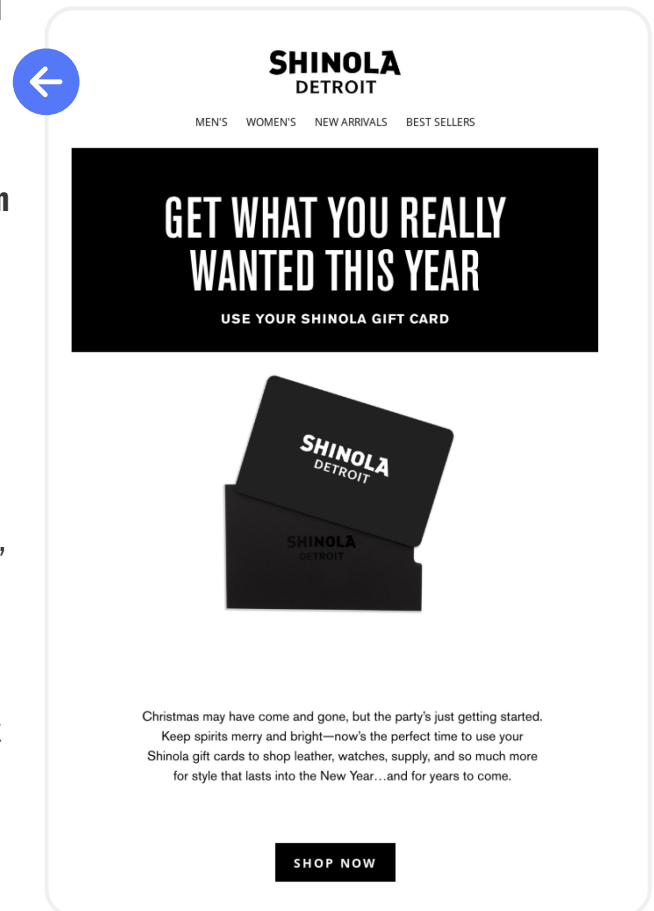 SHINOLA
DETROIT
MEN'S WOMEN'S NEW ARRIVALS BEST SELLERS
GET WHAT YOU REALLY
WANTED THIS YEAR
USE YOUR SHINOLA GIFT CARD
SHINOLA
DETROIT
SHINOLA
DETROIT
Christmas may have come and gone, but the party's just getting started.
Keep spirits merry and bright—now's the perfect time to use your
Shinola gift cards to shop leather, watches, supply, and so much more
for style that lasts into the New Year...and for years to come.
SHOP NOW